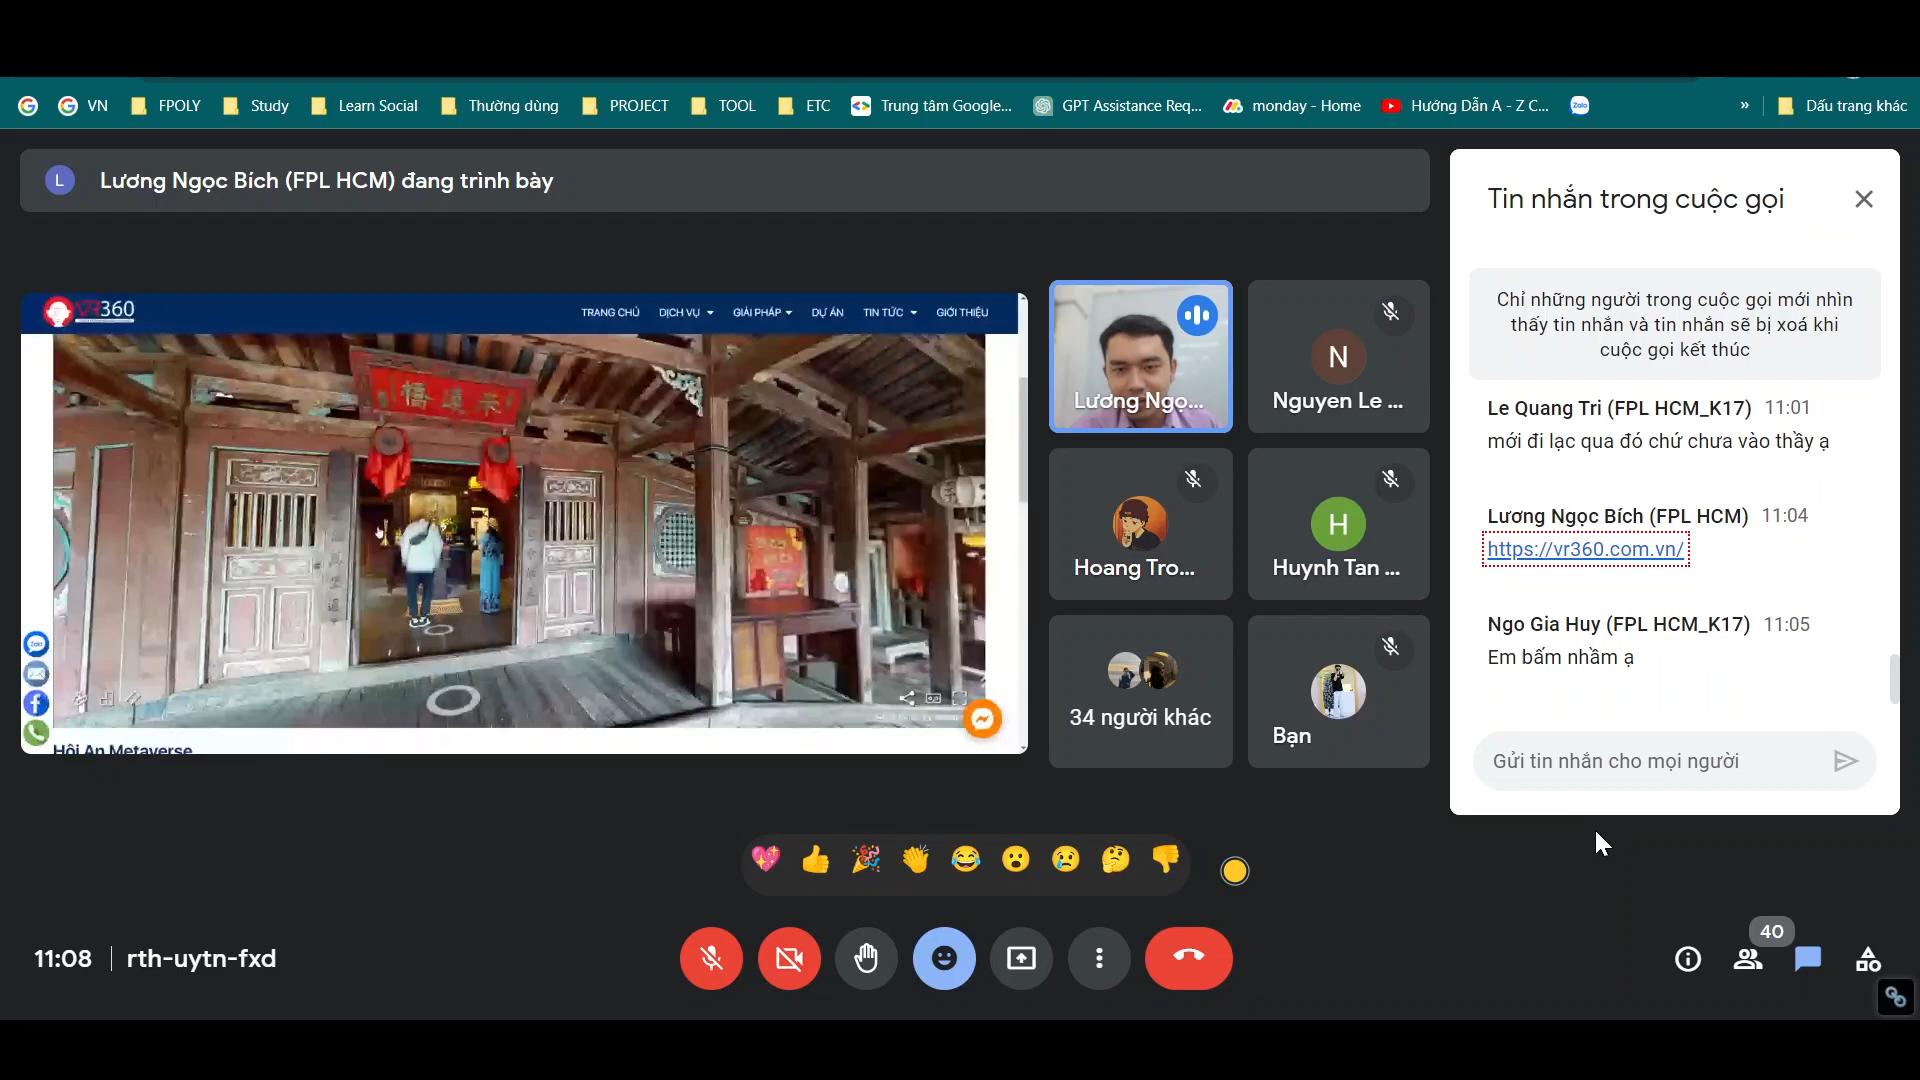 VN
FPOLY
Study
Learn Social
Thường dùng
PROJECT
TOOL
ETC
Trung tâm Google...
GPT Assistance Req...
monday - Home
Hướng Dẫn A - Z C...
Zalo
»
Dấu trang khác
L
Lương Ngọc Bích (FPL HCM) đang trình bày
VR360
TRANG CHỦ
DỊCH VỤ
GIẢI PHÁP
DỰ ÁN
TIN TỨC
GIỚI THIỆU
Hội An Metaverse
Lương Ngọ...
N
Nguyen Le ...
Hoang Tro...
H
Huynh Tan ...
34 người khác
Bạn
Tin nhắn trong cuộc gọi
Chỉ những người trong cuộc gọi mới nhìn
thấy tin nhắn và tin nhắn sẽ bị xoá khi
cuộc gọi kết thúc
Le Quang Tri (FPL HCM_K17) 11:01
mới đi lạc qua đó chứ chưa vào thầy ạ
Lương Ngọc Bích (FPL HCM) 11:04
https://vr360.com.vn/
Ngo Gia Huy (FPL HCM_K17) 11:05
Em bấm nhầm ạ
Gửi tin nhắn cho mọi người
11:08
rth-uytn-fxd
40